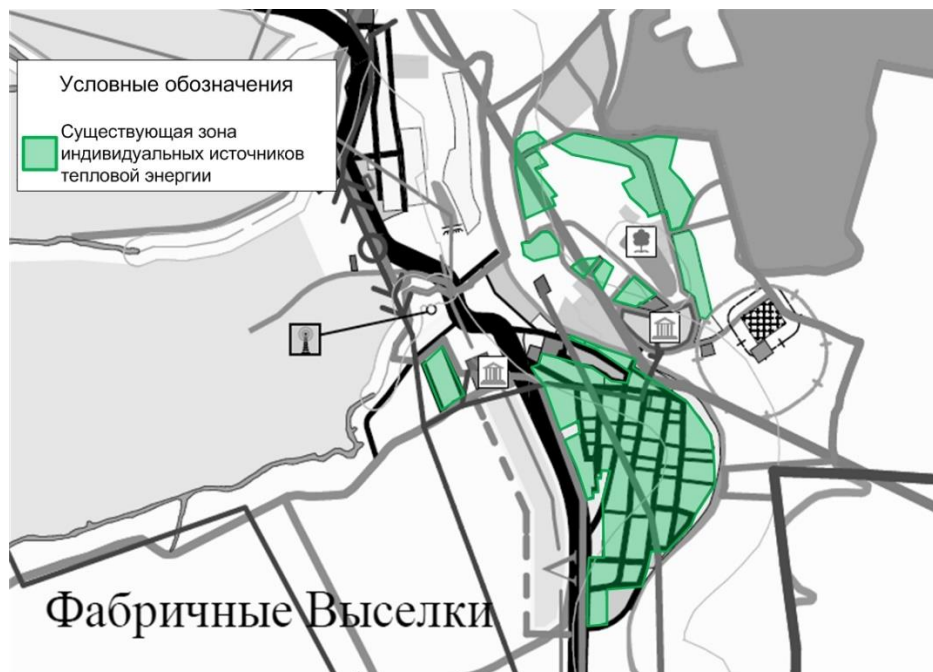 Условные обозначения
Существующая зона
индивидуальных источников
тепловой энергии
Фабричные Выселки